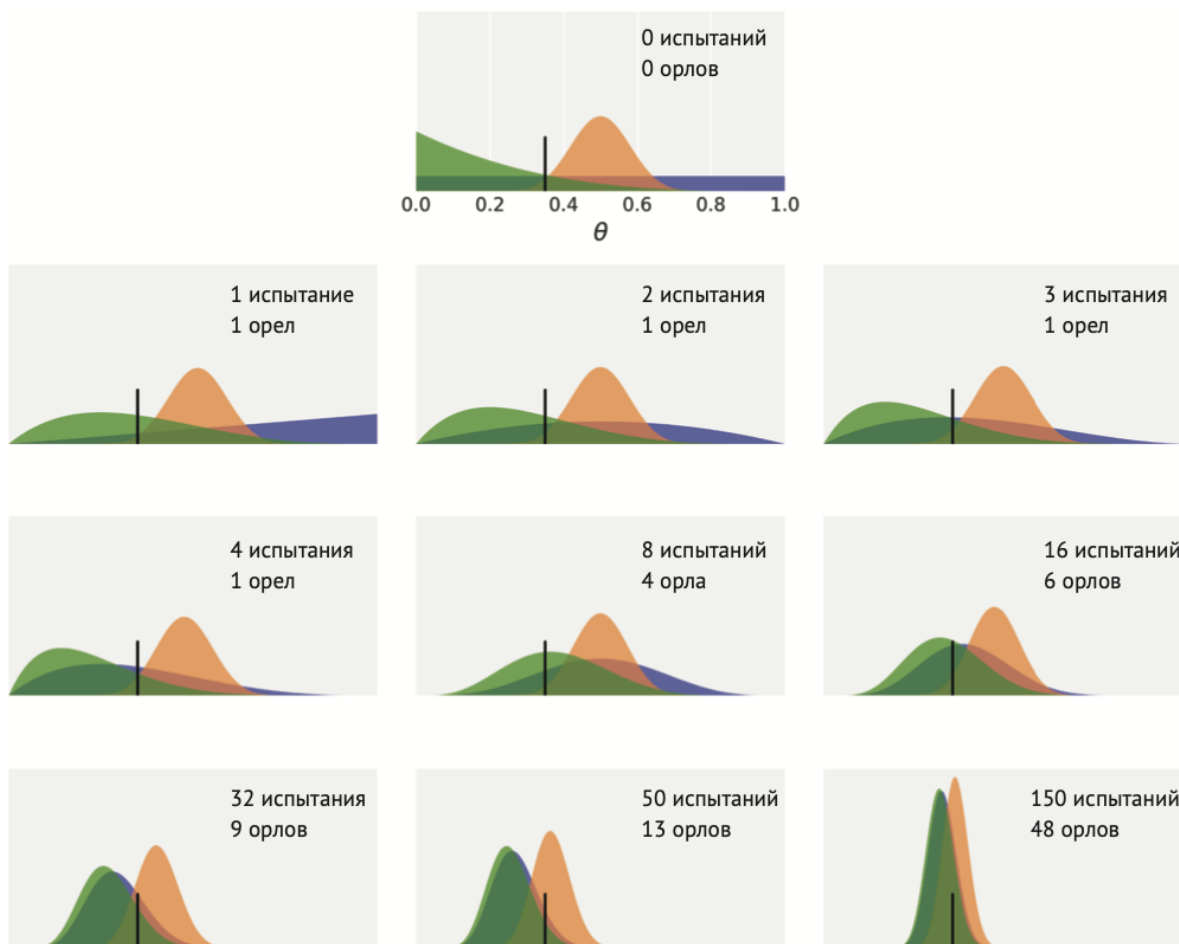 0 испытаний
0 орлов
0.0 0.2 0.4 0.6 0.8 1.0
θ
1 испытание
1 орел
2 испытания
1 орел
3 испытания
1 орел
4 испытания
1 орел
8 испытаний
4 орла
16 испытаний
6 орлов
32 испытания
9 орлов
50 испытаний
13 орлов
150 испытаний
48 орлов